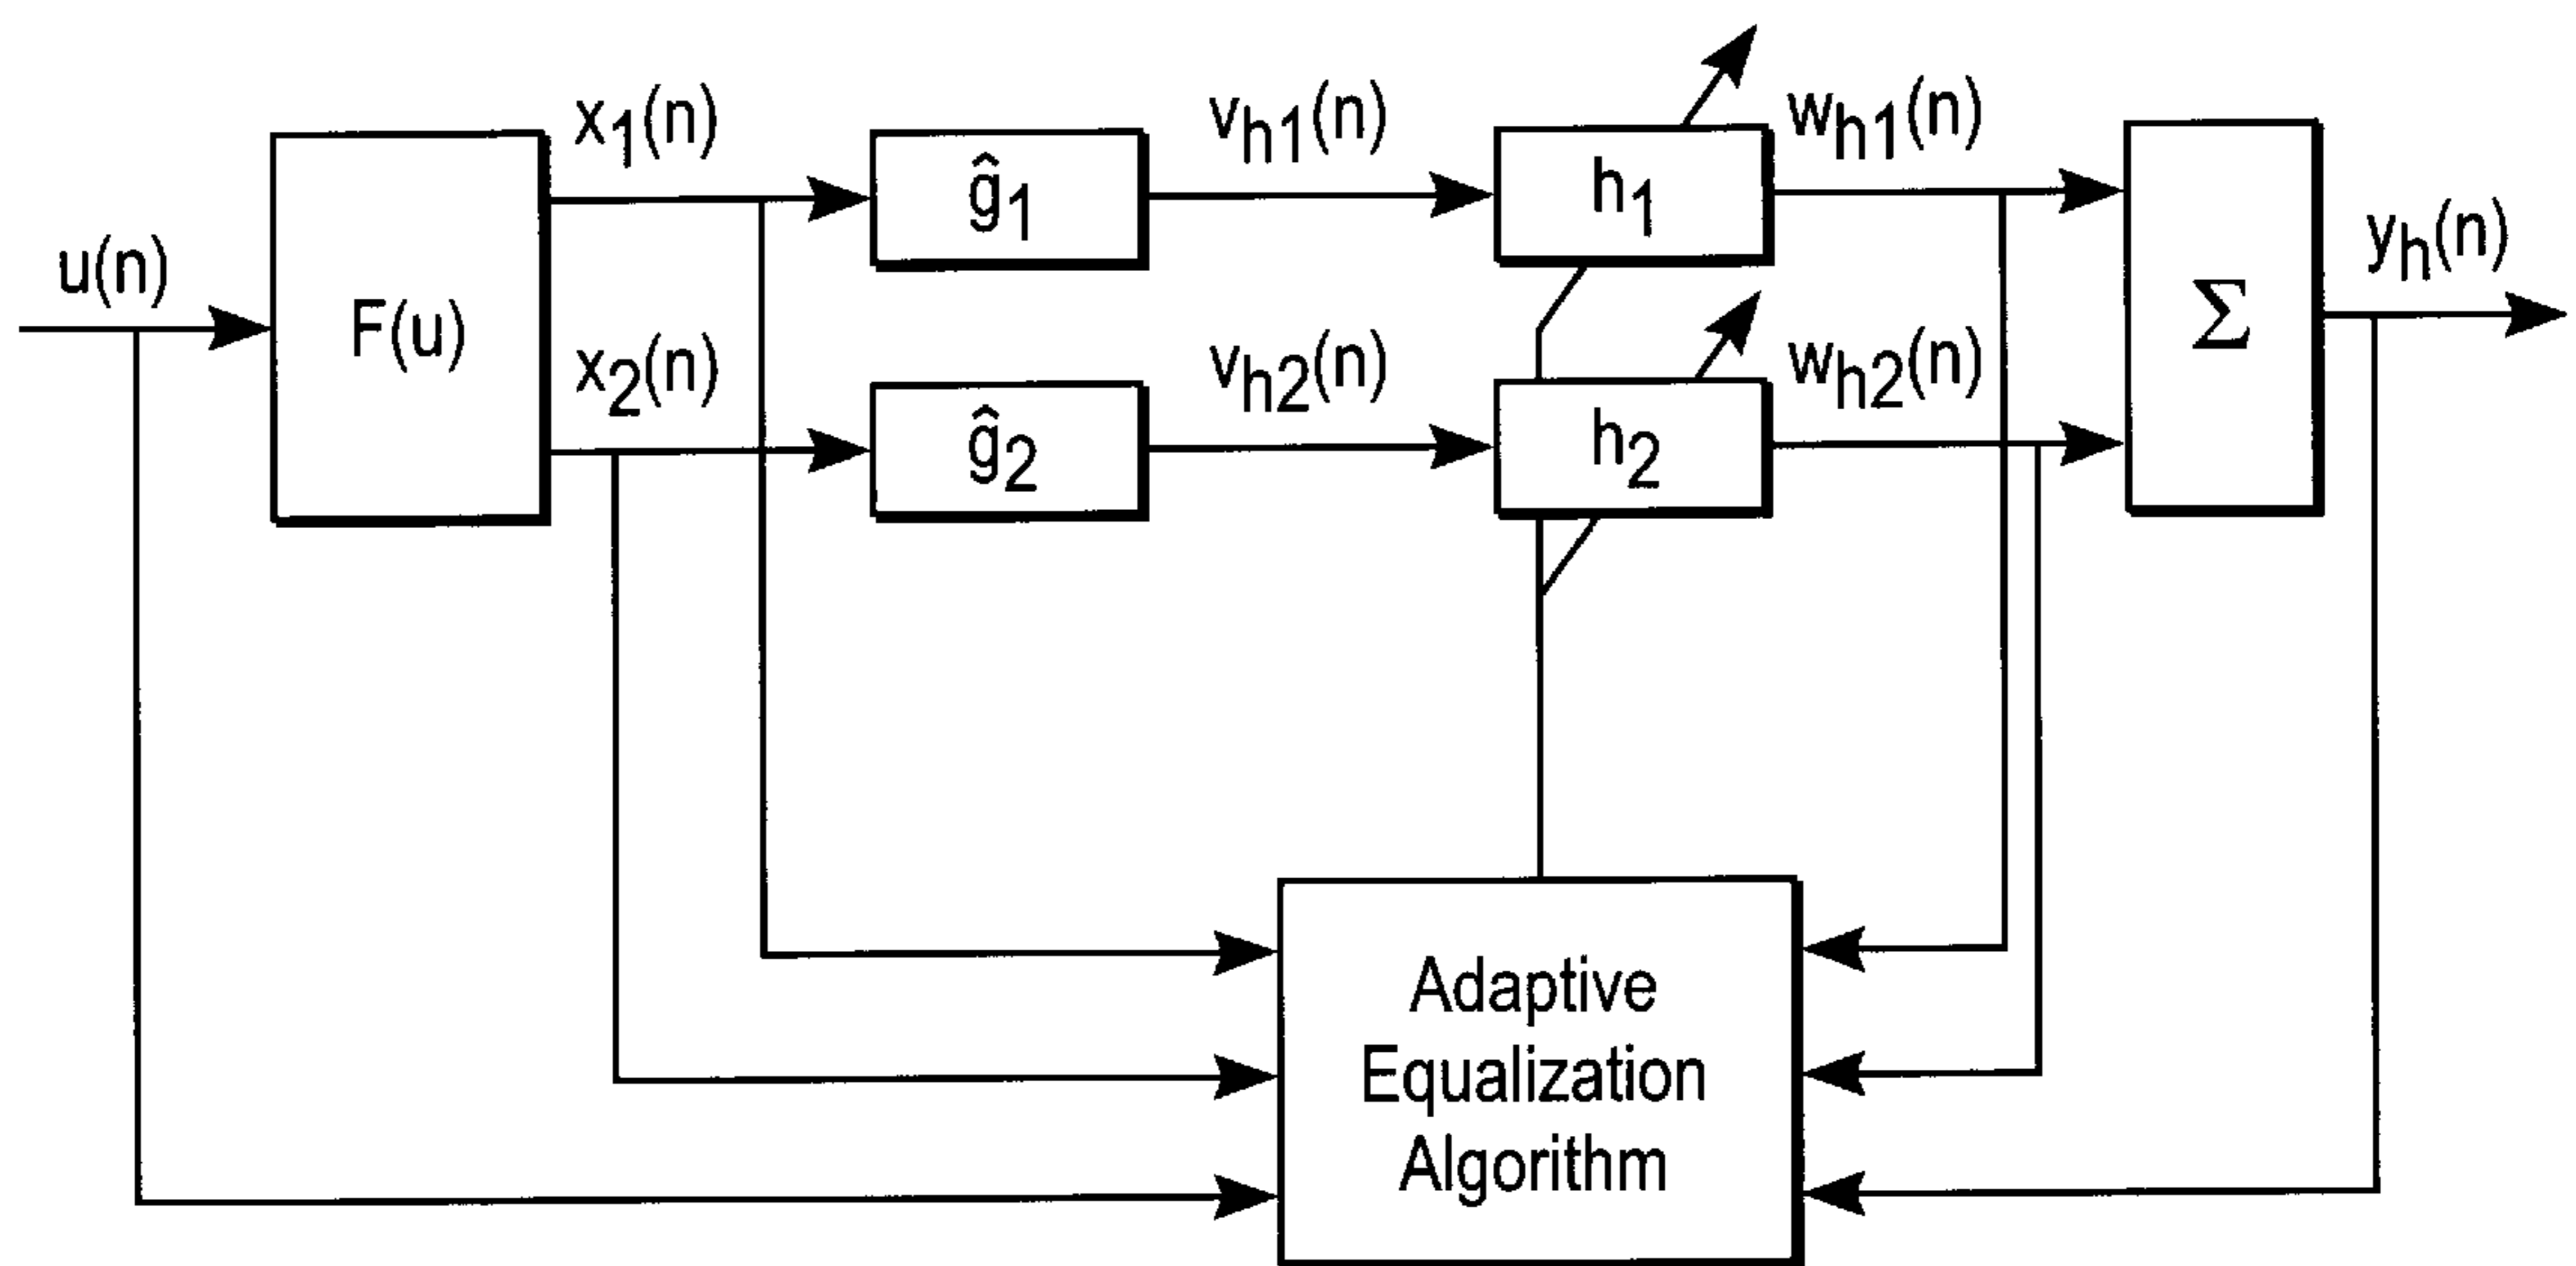 u(n)
F(u)
x₁(n)
x₂(n)
ĝ₁
ĝ₂
vₕ₁(n)
vₕ₂(n)
h₁
h₂
wₕ₁(n)
wₕ₂(n)
Σ
yₕ(n)
Adaptive
Equalization
Algorithm